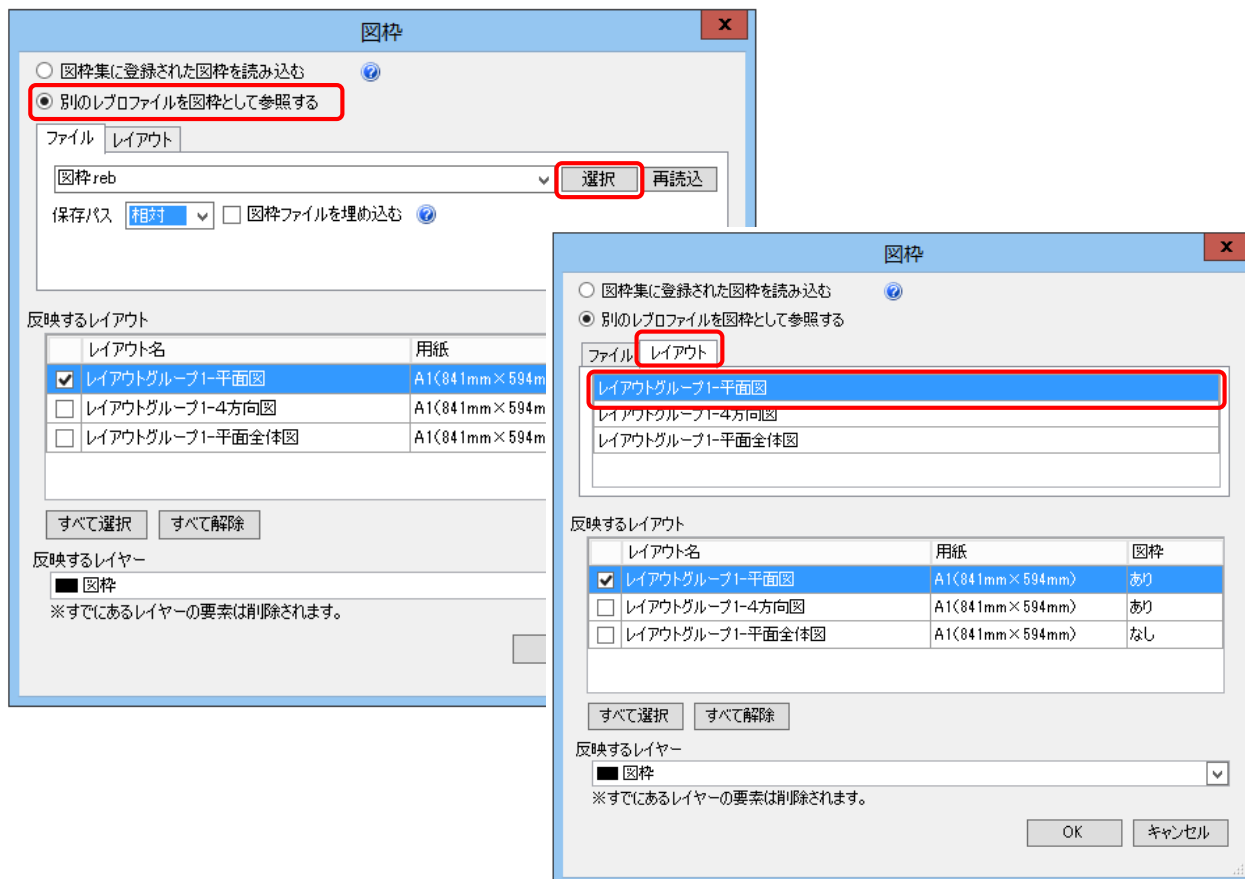 図枠
x
図枠集に登録された図枠を読み込む ?
別のレブロファイルを図枠として参照する
ファイル レイアウト
図枠.reb 選択 再読込
保存パス 相対 図枠ファイルを埋め込む ?
反映するレイアウト
レイアウト名 用紙
レイアウトグループ1-平面図 A1(841mm×594m
レイアウトグループ1-4方向図 A1(841mm×594m
レイアウトグループ1-平面全体図 A1(841mm×594m
すべて選択 すべて解除
反映するレイヤー
図枠
※すでにあるレイヤーの要素は削除されます。
図枠
x
図枠集に登録された図枠を読み込む ?
別のレブロファイルを図枠として参照する
ファイル レイアウト
レイアウトグループ1-平面図
レイアウトグループ1-4方向図
レイアウトグループ1-平面全体図
反映するレイアウト
レイアウト名 用紙 図枠
レイアウトグループ1-平面図 A1(841mm×594mm) あり
レイアウトグループ1-4方向図 A1(841mm×594mm) あり
レイアウトグループ1-平面全体図 A1(841mm×594mm) なし
すべて選択 すべて解除
反映するレイヤー
図枠
※すでにあるレイヤーの要素は削除されます。
OK キャンセル